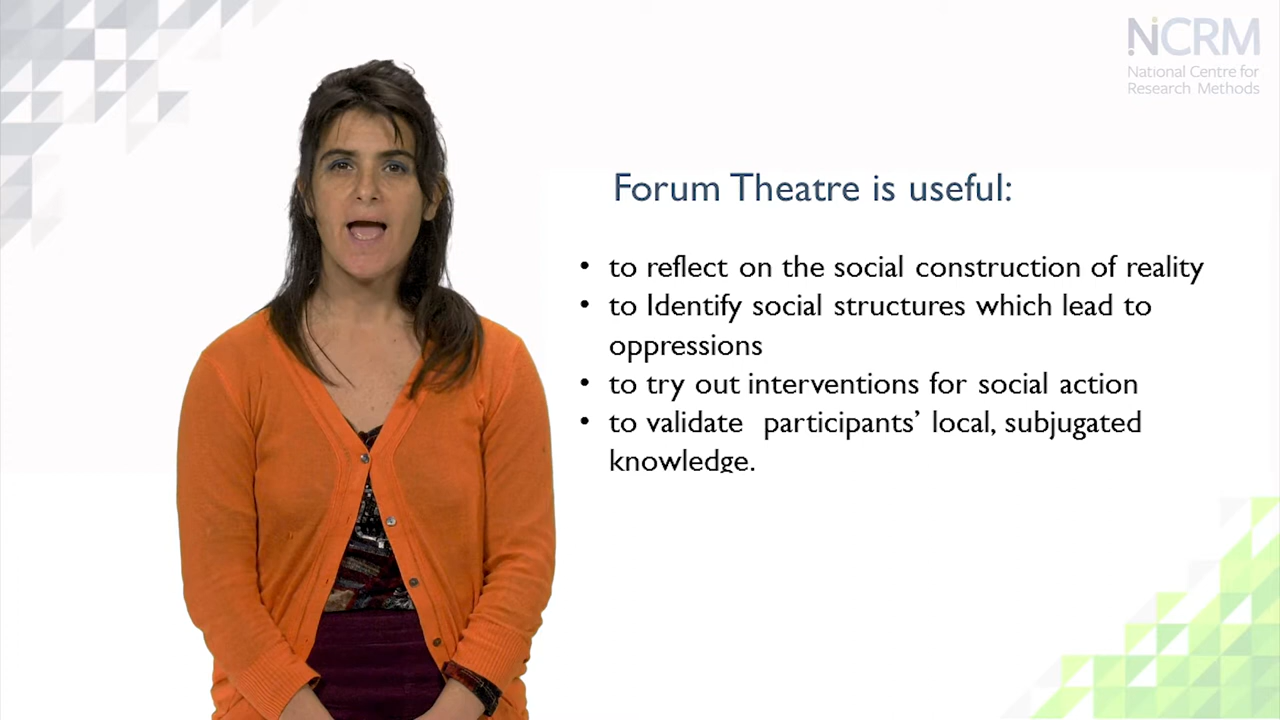 NCRM
National Centre for
Research Methods
Forum Theatre is useful:
• to reflect on the social construction of reality
• to Identify social structures which lead to
oppressions
• to try out interventions for social action
• to validate participants’ local, subjugated
knowledge.